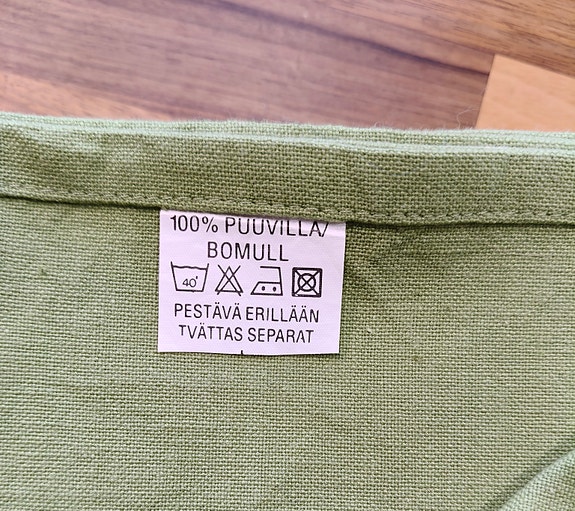 100% PUUVILLA/
BOMULL
40°
PESTÄVÄ ERILLÄÄN
TVÄTTAS SEPARAT